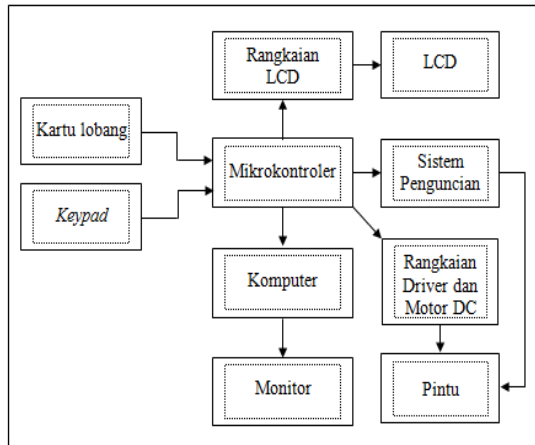 Rangkaian
LCD
LCD
Kartu lobang
Mikrokontroler
Sistem
Penguncian
Keypad
Komputer
Rangkaian
Driver dan
Motor DC
Monitor
Pintu